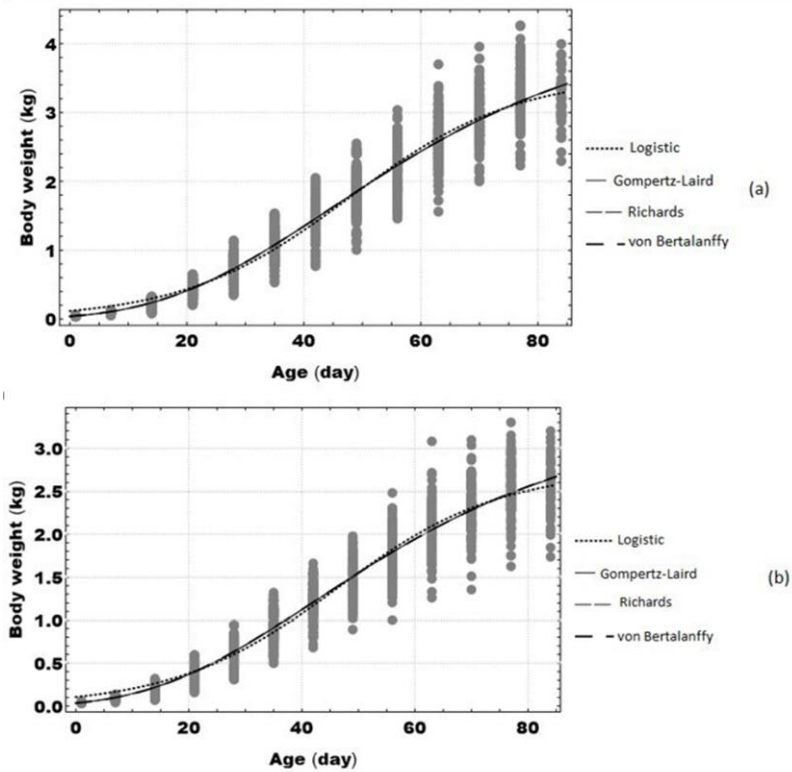 4
3
2
1
0
Body weight (kg)
0 20 40 60 80
Age (day)
Logistic
Gompertz-Laird
Richards
von Bertalanffy
(a)
3.0
2.5
2.0
1.5
1.0
0.5
0.0
Body weight (kg)
0 20 40 60 80
Age (day)
Logistic
Gompertz-Laird
Richards
von Bertalanffy
(b)